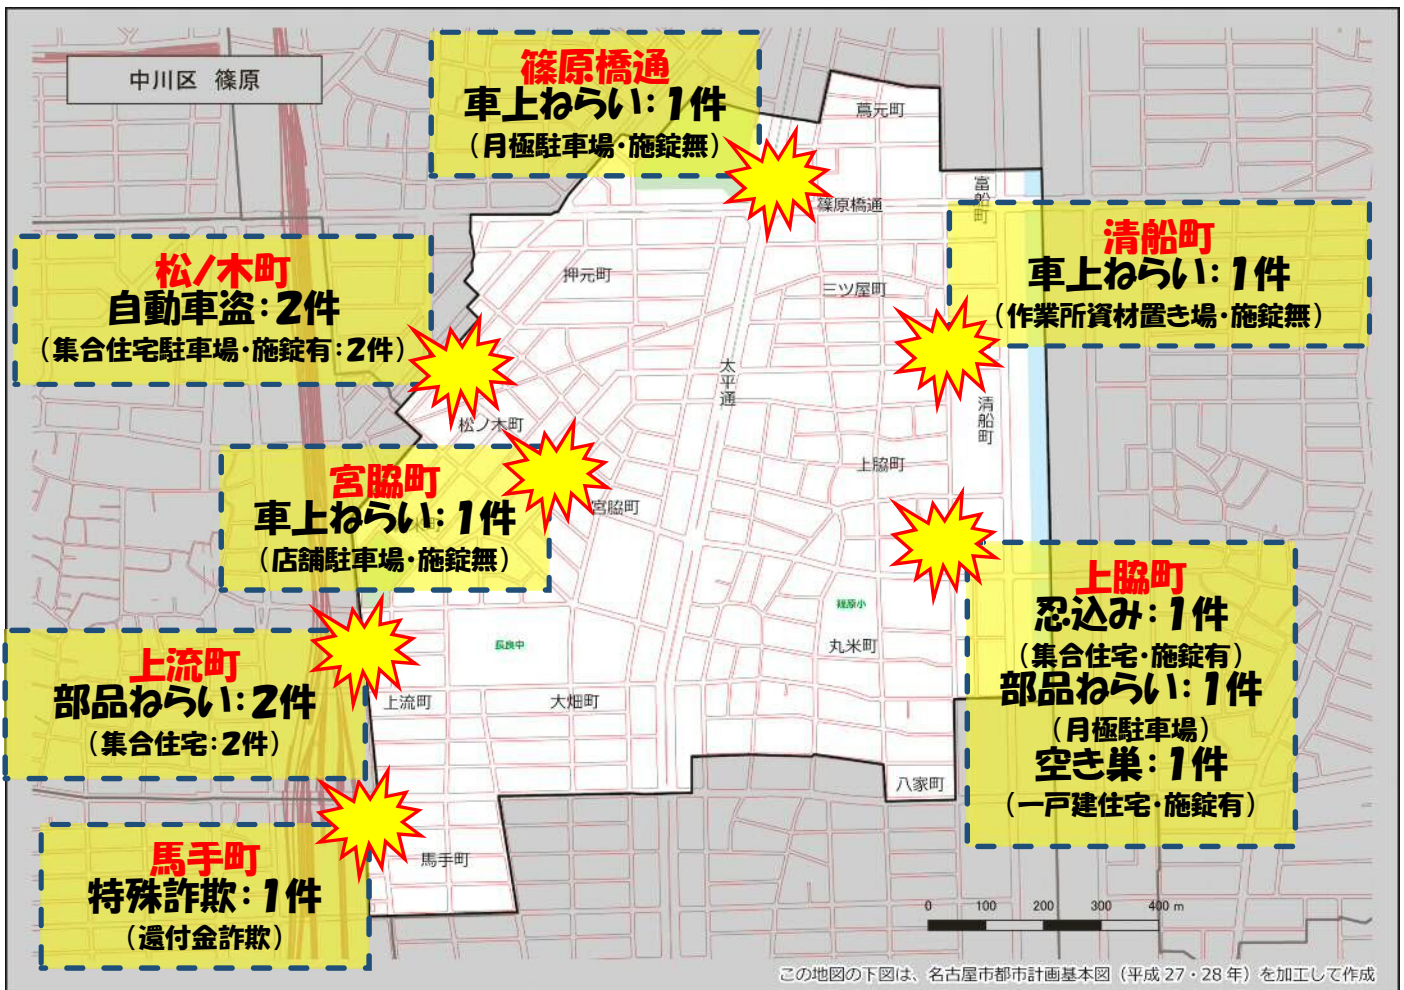 中川区 篠原
篠原橋通
車上ねらい：1件
（月極駐車場・施錠無）
蔦元町
富船町
篠原橋通
清船町
車上ねらい：1件
（作業所資材置き場・施錠無）
松ノ木町
自動車盗：2件
（集合住宅駐車場・施錠有：2件）
押元町
三ツ屋町
太平通
松ノ木町
清船町
上脇町
宮脇町
車上ねらい：1件
（店舗駐車場・施錠無）
宮脇町
上脇町
忍込み：1件
（集合住宅・施錠有）
部品ねらい：1件
（月極駐車場）
空き巣：1件
（一戸建住宅・施錠有）
篠原小
丸米町
長良中
上流町
部品ねらい：2件
（集合住宅：2件）
上流町
大畑町
八家町
馬手町
特殊詐欺：1件
（還付金詐欺）
馬手町
0 100 200 300 400 m
この地図の下図は、名古屋市都市計画基本図（平成 27・28 年）を加工して作成